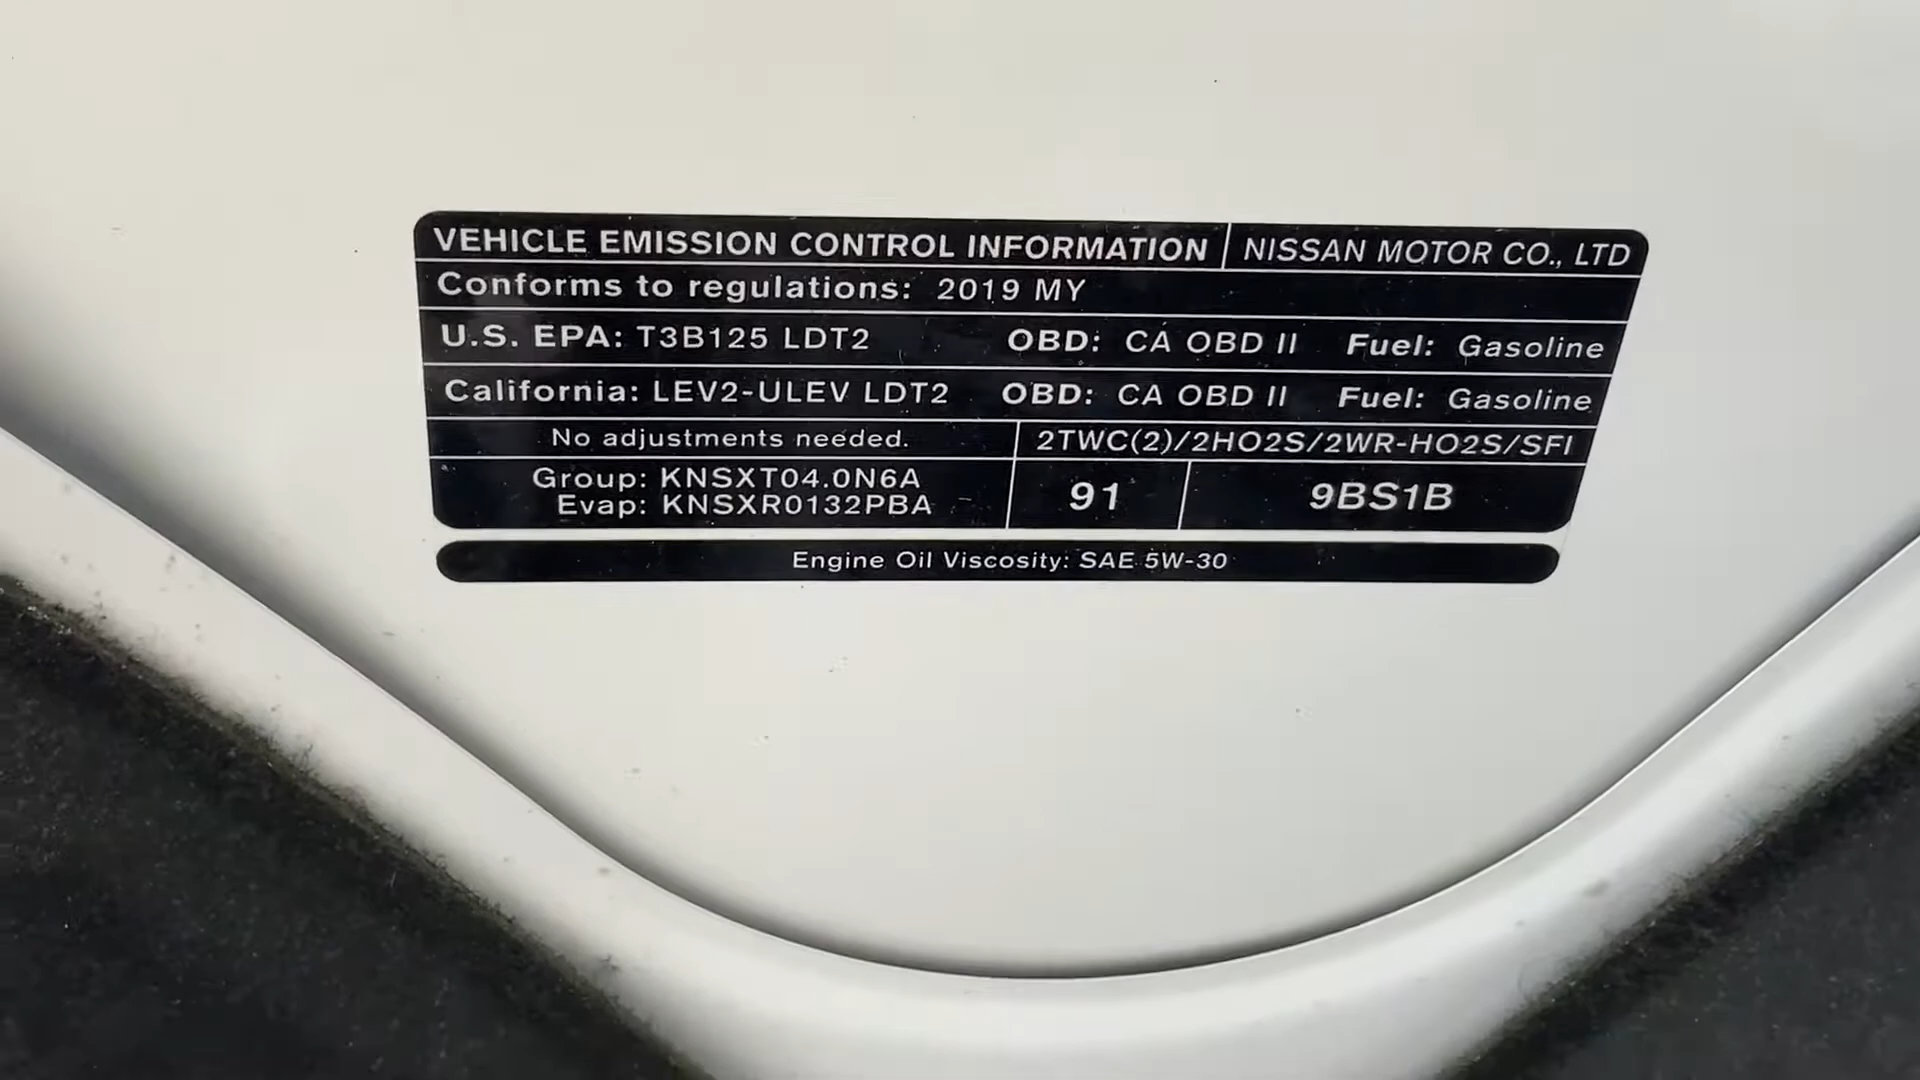 VEHICLE EMISSION CONTROL INFORMATION NISSAN MOTOR CO., LTD
Conforms to regulations: 2019 MY
U.S. EPA: T3B125 LDT2 OBD: CA OBD II Fuel: Gasoline
California: LEV2-ULEV LDT2 OBD: CA OBD II Fuel: Gasoline
No adjustments needed. 2TWC(2)/2HO2S/2WR-HO2S/SFI
Group: KNSXT04.0N6A
Evap: KNSXR0132PBA
91 9BS1B
Engine Oil Viscosity: SAE 5W-30